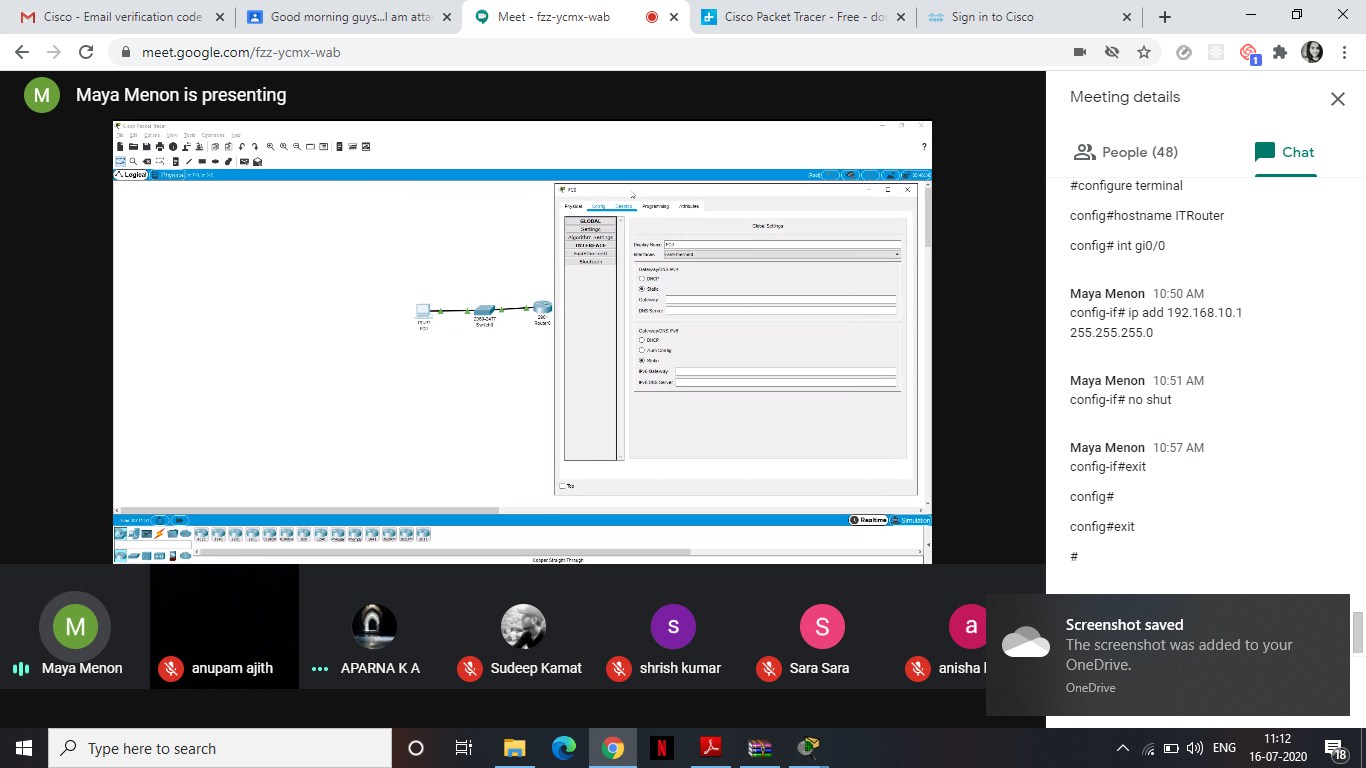 Cisco - Email verification code
Good morning guys...I am atta
Meet - fzz-ycmx-wab
Cisco Packet Tracer - Free - do
Sign in to Cisco
meet.google.com/fzz-ycmx-wab
1
M
Maya Menon is presenting
Cisco Packet Tracer
File Edit Options View Tools Extensions Help
Logical
Physical
[Root]
PC0
Physical Config Desktop Programming Attributes
GLOBAL
Settings
Algorithm Settings
INTERFACE
FastEthernet0
Bluetooth
Global Settings
Display Name PC0
Interfaces FastEthernet0
Gateway/DNS IPv4
DHCP
Static
Gateway
DNS Server
Gateway/DNS IPv6
DHCP
Auto Config
Static
IPv6 Gateway
IPv6 DNS Server
Top
PC-PT
PC0
2960-24TT
Switch0
2901
Router0
Realtime
Simulation
Copper Straight-Through
Meeting details
People (48)
Chat
#configure terminal
config#hostname ITRouter
config# int gi0/0
Maya Menon 10:50 AM
config-if# ip add 192.168.10.1
255.255.255.0
Maya Menon 10:51 AM
config-if# no shut
Maya Menon 10:57 AM
config-if#exit
config#
config#exit
#
M
Maya Menon
anupam ajith
APARNA K A
Sudeep Kamat
s
shrish kumar
S
Sara Sara
a
anisha
Screenshot saved
The screenshot was added to your
OneDrive.
OneDrive
Type here to search
N
ENG
11:12
16-07-2020
18